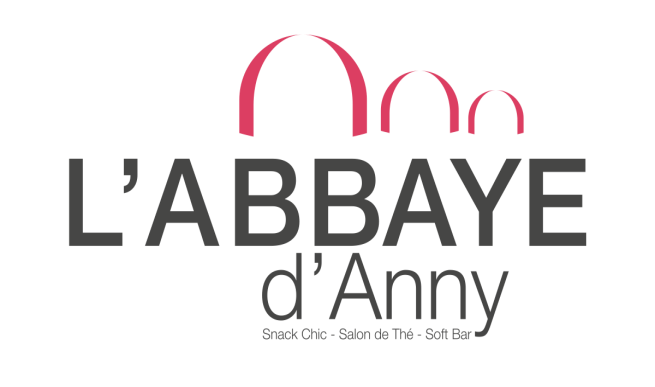 L'ABBAYE
d'Anny
Snack Chic - Salon de Thé - Soft Bar